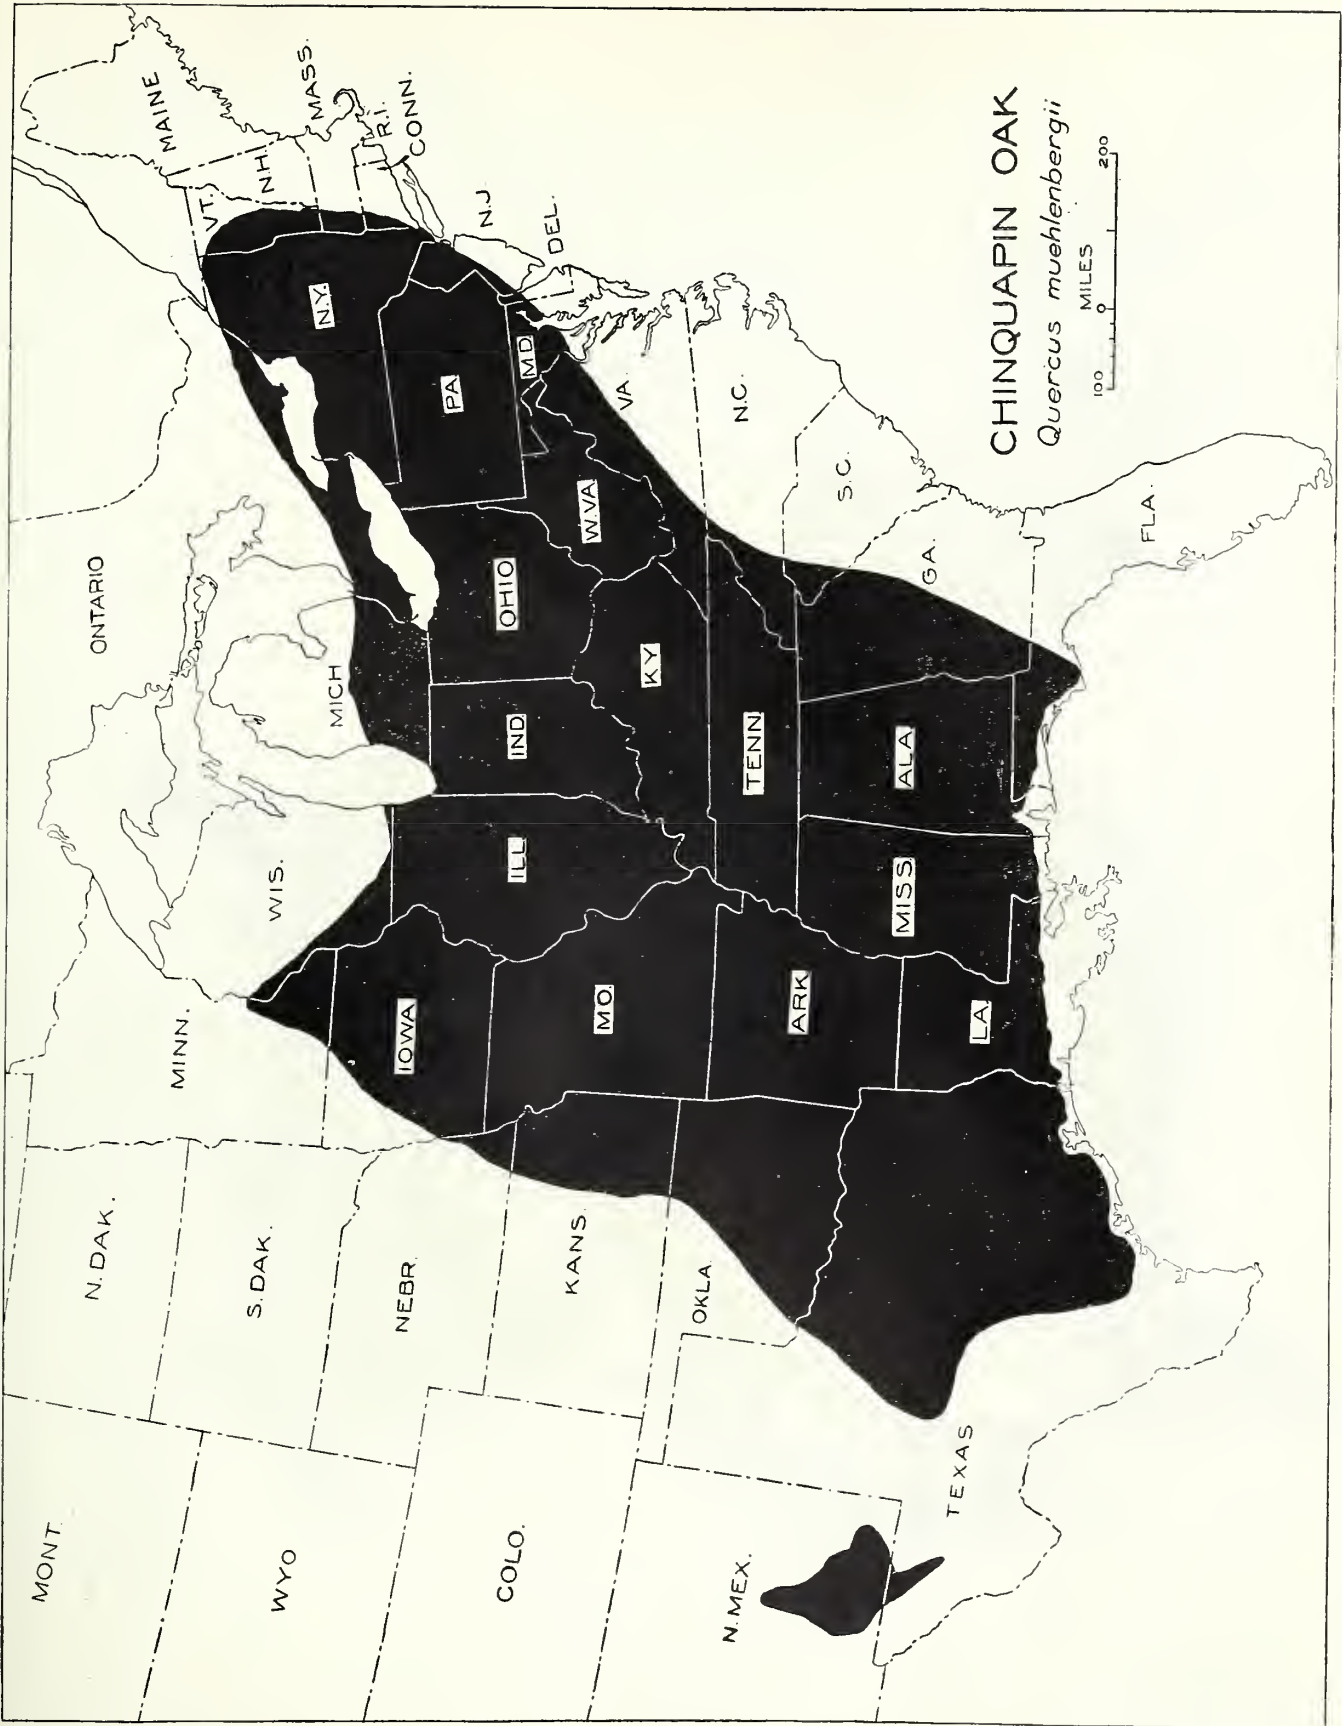 MONT.
N. DAK.
MINN.
ONTARIO
MAINE
VT.
N.H.
MASS.
R.I.
CONN.
WYO
S. DAK.
WIS.
MICH
N.Y.
NEBR.
IOWA
ILL
IND
OHIO
PA
N.J
DEL.
MD.
COLO.
KANS.
MO.
KY
W.VA
VA.
N. MEX.
OKLA.
ARK
TENN
N.C.
S.C.
TEXAS
LA.
MISS
ALA
GA.
FLA.
CHINQUAPIN OAK
Quercus muehlenbergii
MILES
100 0 200